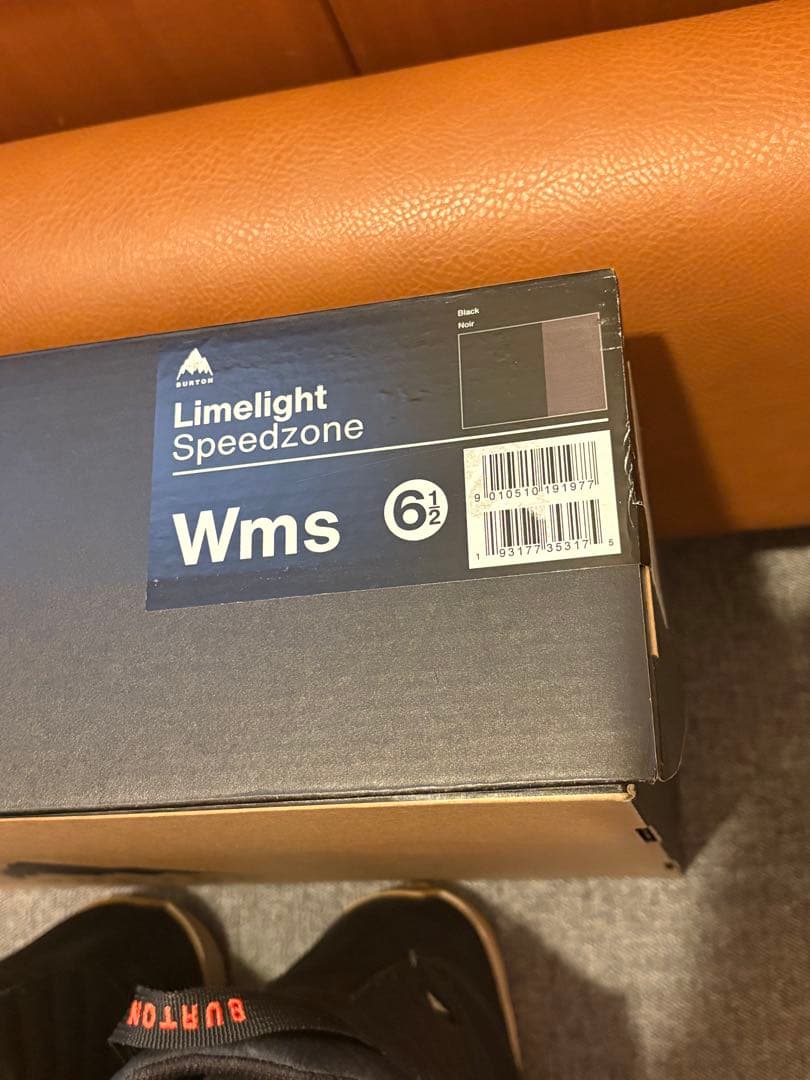 Black
Noir
BURTON
Limelight
Speedzone
Wms
6 1/2
9 010510 191977
1 93177 35317 5
BURTON